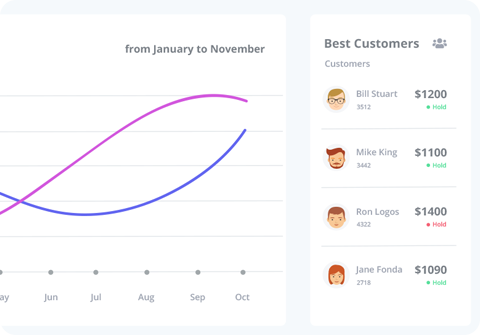 from January to November
ay Jun Jul Aug Sep Oct
Best Customers
Customers
Bill Stuart $1200
3512 Hold
Mike King $1100
3442 Hold
Ron Logos $1400
4322 Hold
Jane Fonda $1090
2718 Hold